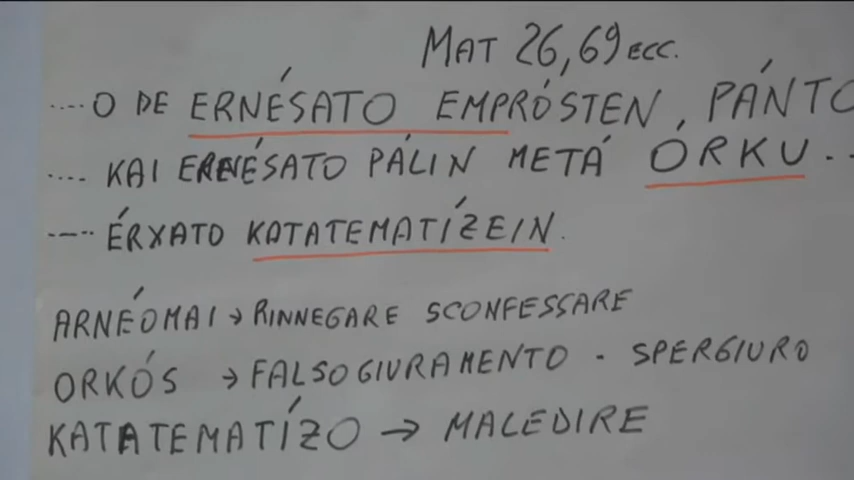 MAT 26,69 ECC.
.... O DE ERNÉSATO EMPRÓSTEN, PÁNTO
.... KAI ERNÉSATO PÁLIN METÁ ÓRKU..
---.. ÉRXATO KATATEMATÍZEIN.
ARNÉOMAI → RINNEGARE SCONFESSARE
ORKÓS → FALSOGIURAMENTO - SPERGIURO
KATATEMATÍZO → MALEDIRE